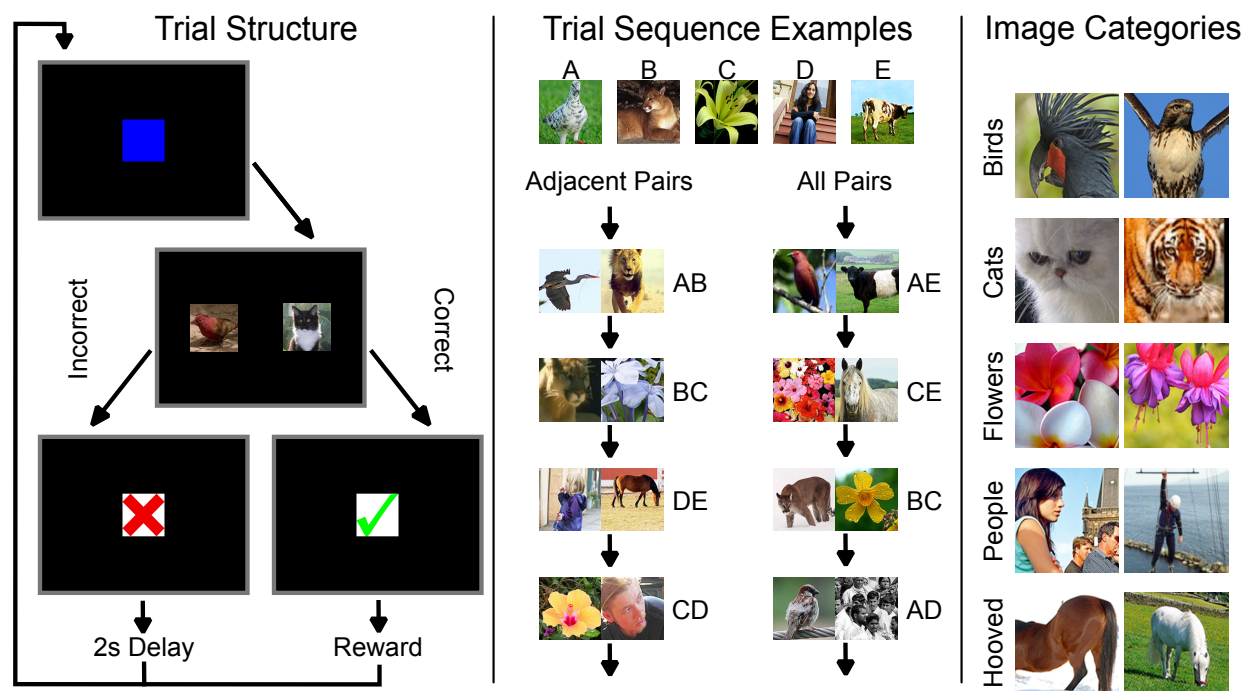 Trial Structure
Incorrect
Correct
2s Delay
Reward
Trial Sequence Examples
A B C D E
Adjacent Pairs
AB
BC
DE
CD
All Pairs
AE
CE
BC
AD
Image Categories
Birds
Cats
Flowers
People
Hooved